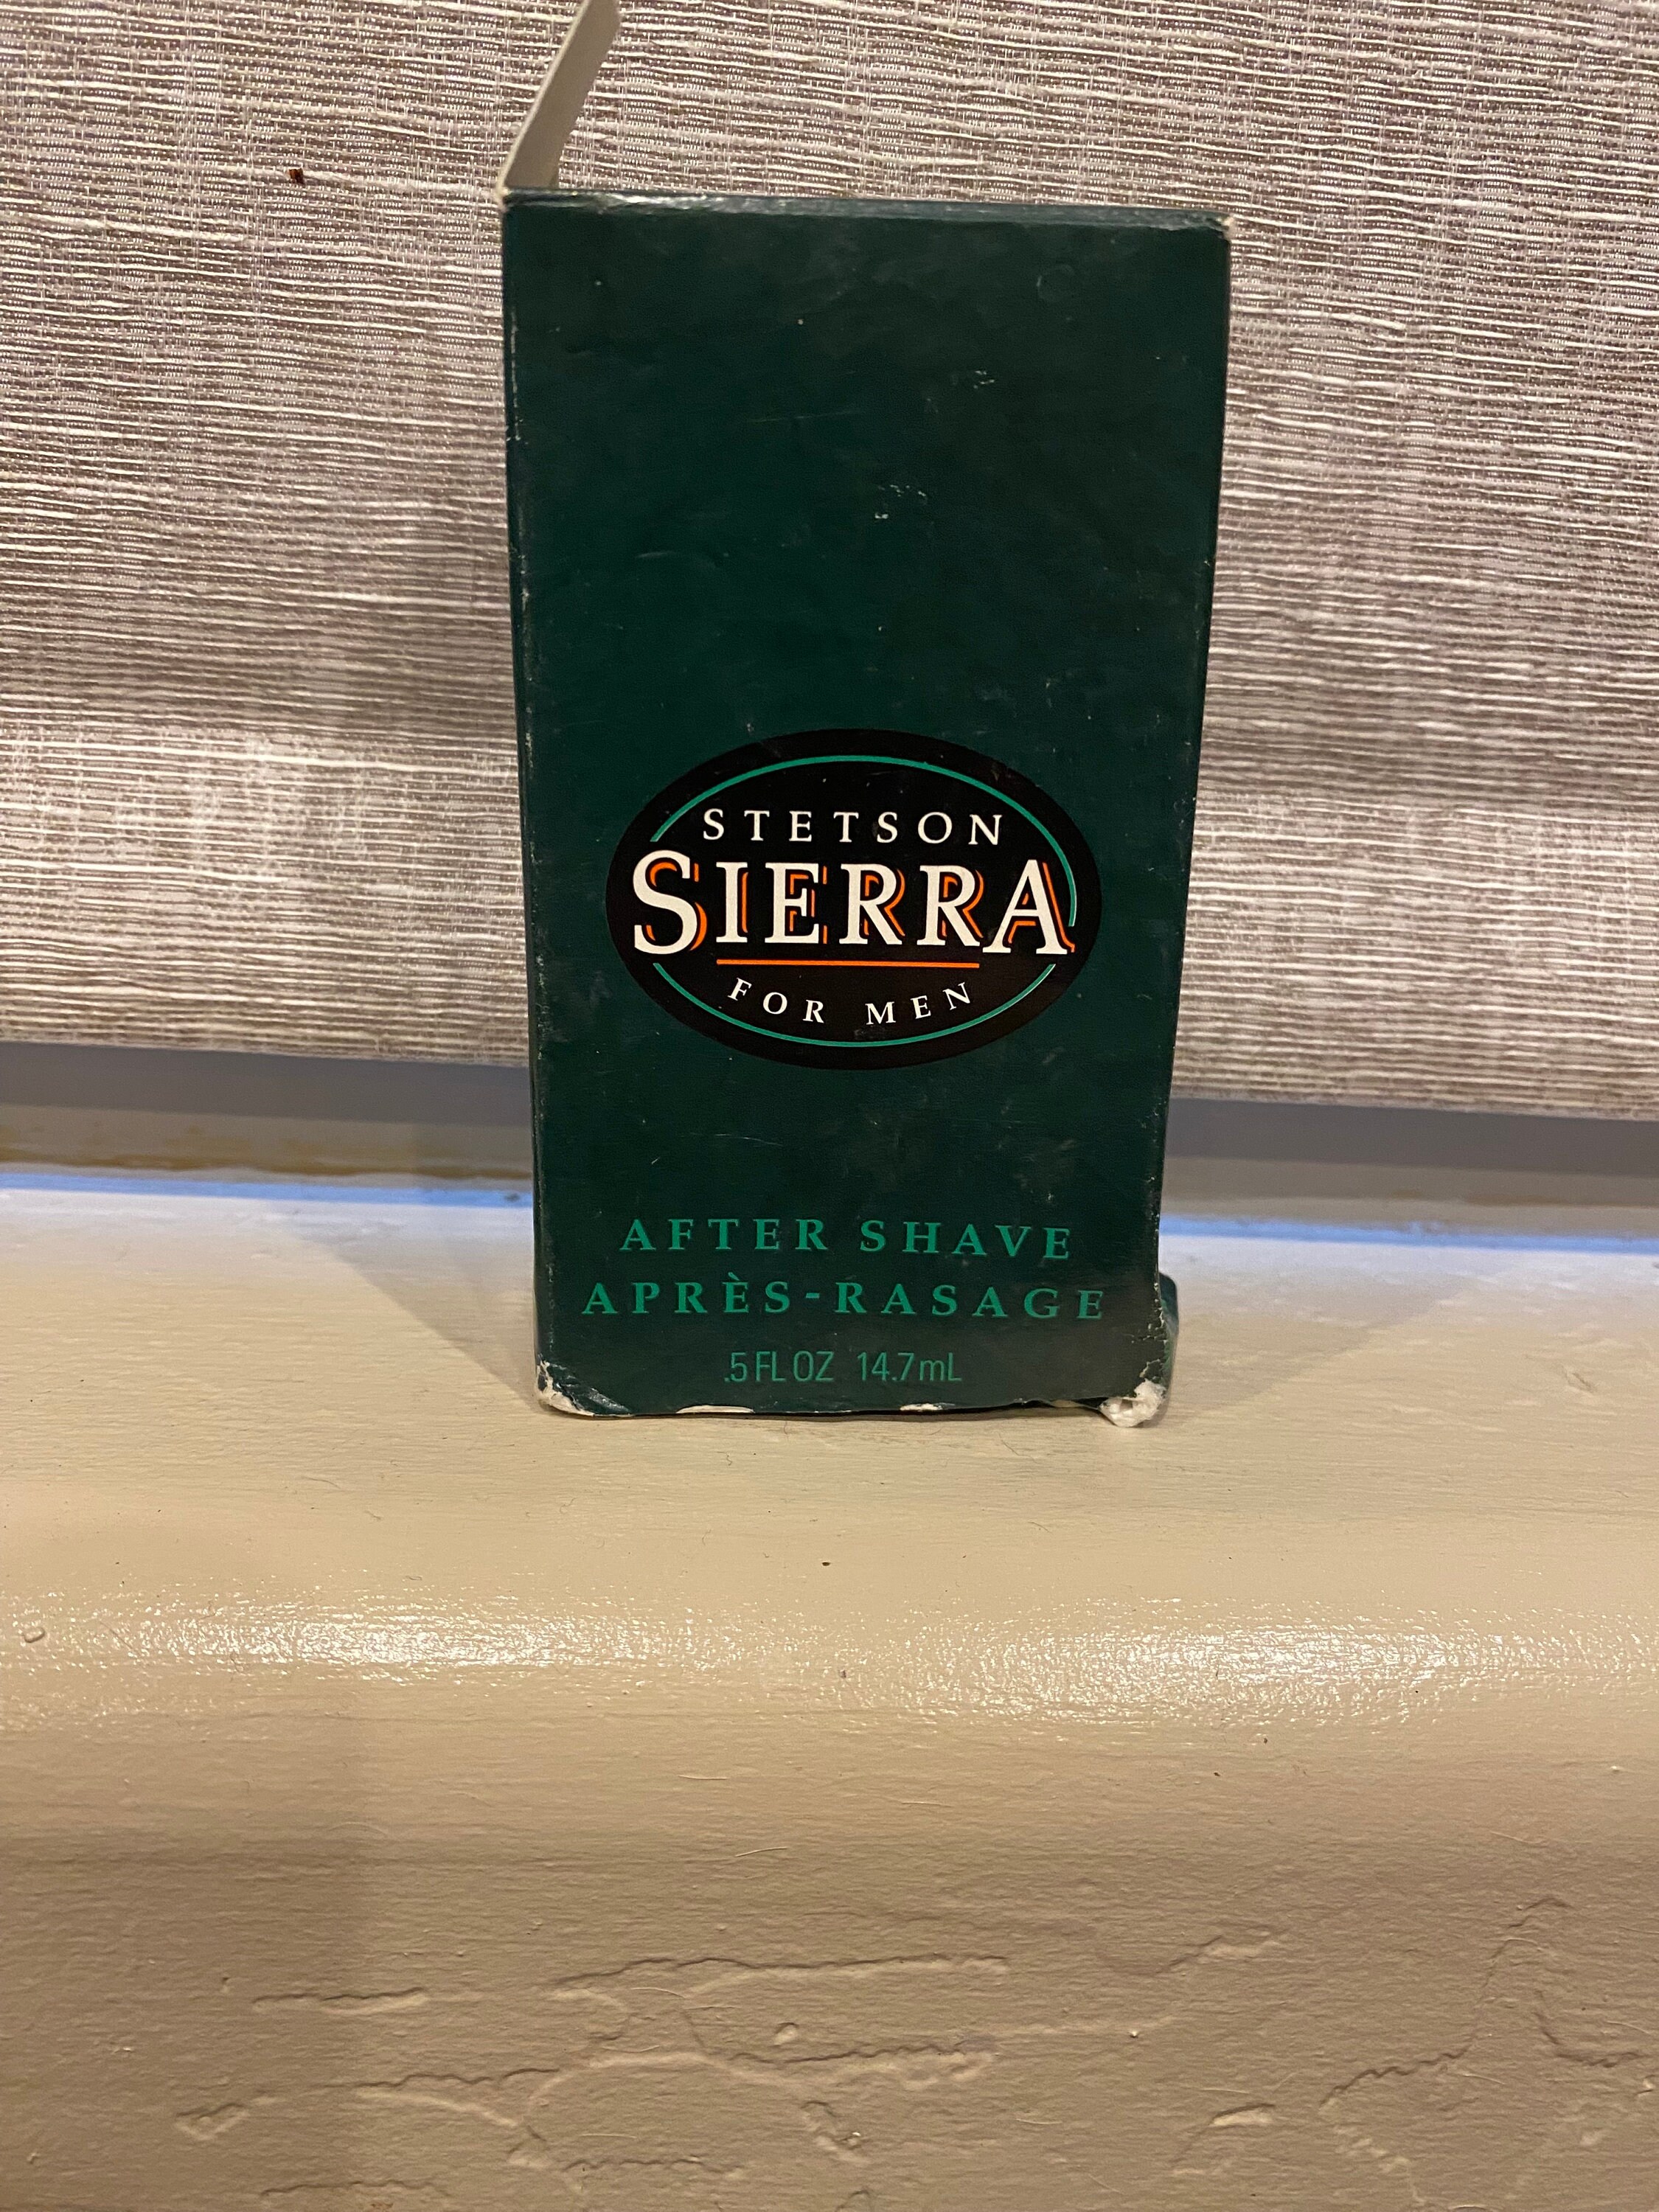 STETSON
SIERRA
FOR MEN
AFTER SHAVE
APRÈS-RASAGE
.5 FL OZ 14.7mL